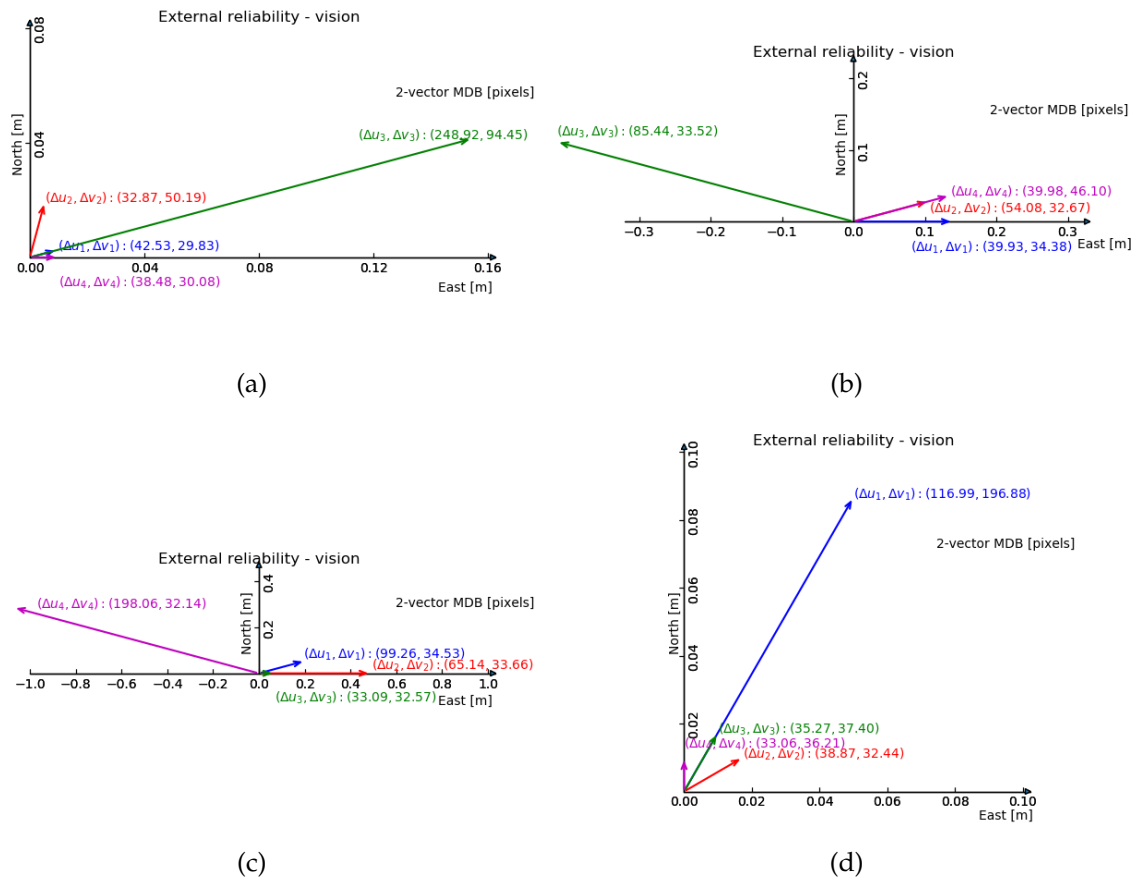 External reliability - vision
0.08
2-vector MDB [pixels]
North [m]
0.04
(Δu₃, Δv₃) : (248.92, 94.45)
(Δu₂, Δv₂) : (32.87, 50.19)
(Δu₁, Δv₁) : (42.53, 29.83)
0.00 0.04 0.08 0.12 0.16
(Δu₄, Δv₄) : (38.48, 30.08)
East [m]
(a)
External reliability - vision
0.2
2-vector MDB [pixels]
(Δu₃, Δv₃) : (85.44, 33.52)
North [m]
0.1
(Δu₄, Δv₄) : (39.98, 46.10)
(Δu₂, Δv₂) : (54.08, 32.67)
−0.3 −0.2 −0.1 0.0 0.1 0.2 0.3
(Δu₁, Δv₁) : (39.93, 34.38)
East [m]
(b)
External reliability - vision
0.4
2-vector MDB [pixels]
(Δu₄, Δv₄) : (198.06, 32.14)
North [m]
0.2
(Δu₁, Δv₁) : (99.26, 34.53)
(Δu₂, Δv₂) : (65.14, 33.66)
−1.0 −0.8 −0.6 −0.4 −0.2 0.0 0.2 0.4 0.6 0.8 1.0
(Δu₃, Δv₃) : (33.09, 32.57)
East [m]
(c)
External reliability - vision
0.10
(Δu₁, Δv₁) : (116.99, 196.88)
0.08
2-vector MDB [pixels]
0.06
North [m]
0.04
0.02
(Δu₃, Δv₃) : (35.27, 37.40)
(Δu₄, Δv₄) : (33.06, 36.21)
(Δu₂, Δv₂) : (38.87, 32.44)
0.00 0.02 0.04 0.06 0.08 0.10
East [m]
(d)